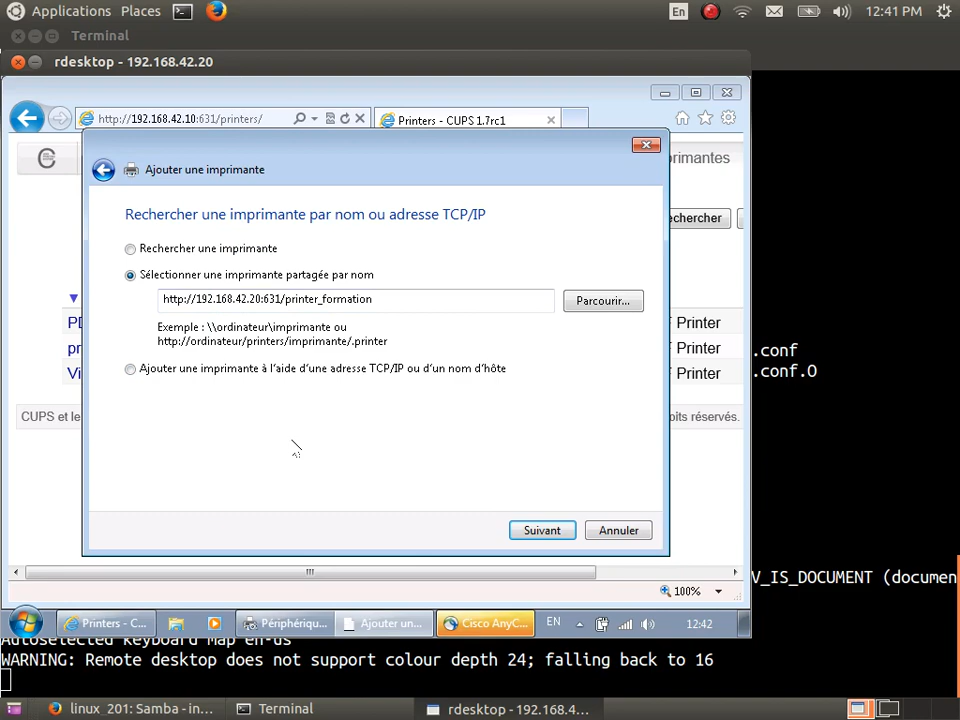 Applications Places En 12:41 PM
Terminal
rdesktop - 192.168.42.20
http://192.168.42.10:631/printers/ Printers - CUPS 1.7rc1
Ajouter une imprimante
primantes
Rechercher une imprimante par nom ou adresse TCP/IP
echercher
Rechercher une imprimante
Sélectionner une imprimante partagée par nom
http://192.168.42.20:631/printer_formation Parcourir...
Exemple : \\ordinateur\imprimante ou
http://ordinateur/printers/imprimante/.printer
Ajouter une imprimante à l'aide d'une adresse TCP/IP ou d'un nom d'hôte
PD Printer
pr Printer
Vi Printer
.conf
.conf.O
CUPS et le oits réservés.
Suivant Annuler
V_IS_DOCUMENT (documen
100%
Printers - C... Périphériqu... Ajouter un... Cisco AnyC... EN 12:42
Autoselected keyboard map en-us
WARNING: Remote desktop does not support colour depth 24; falling back to 16
linux_201: Samba - in... Terminal rdesktop - 192.168.4...